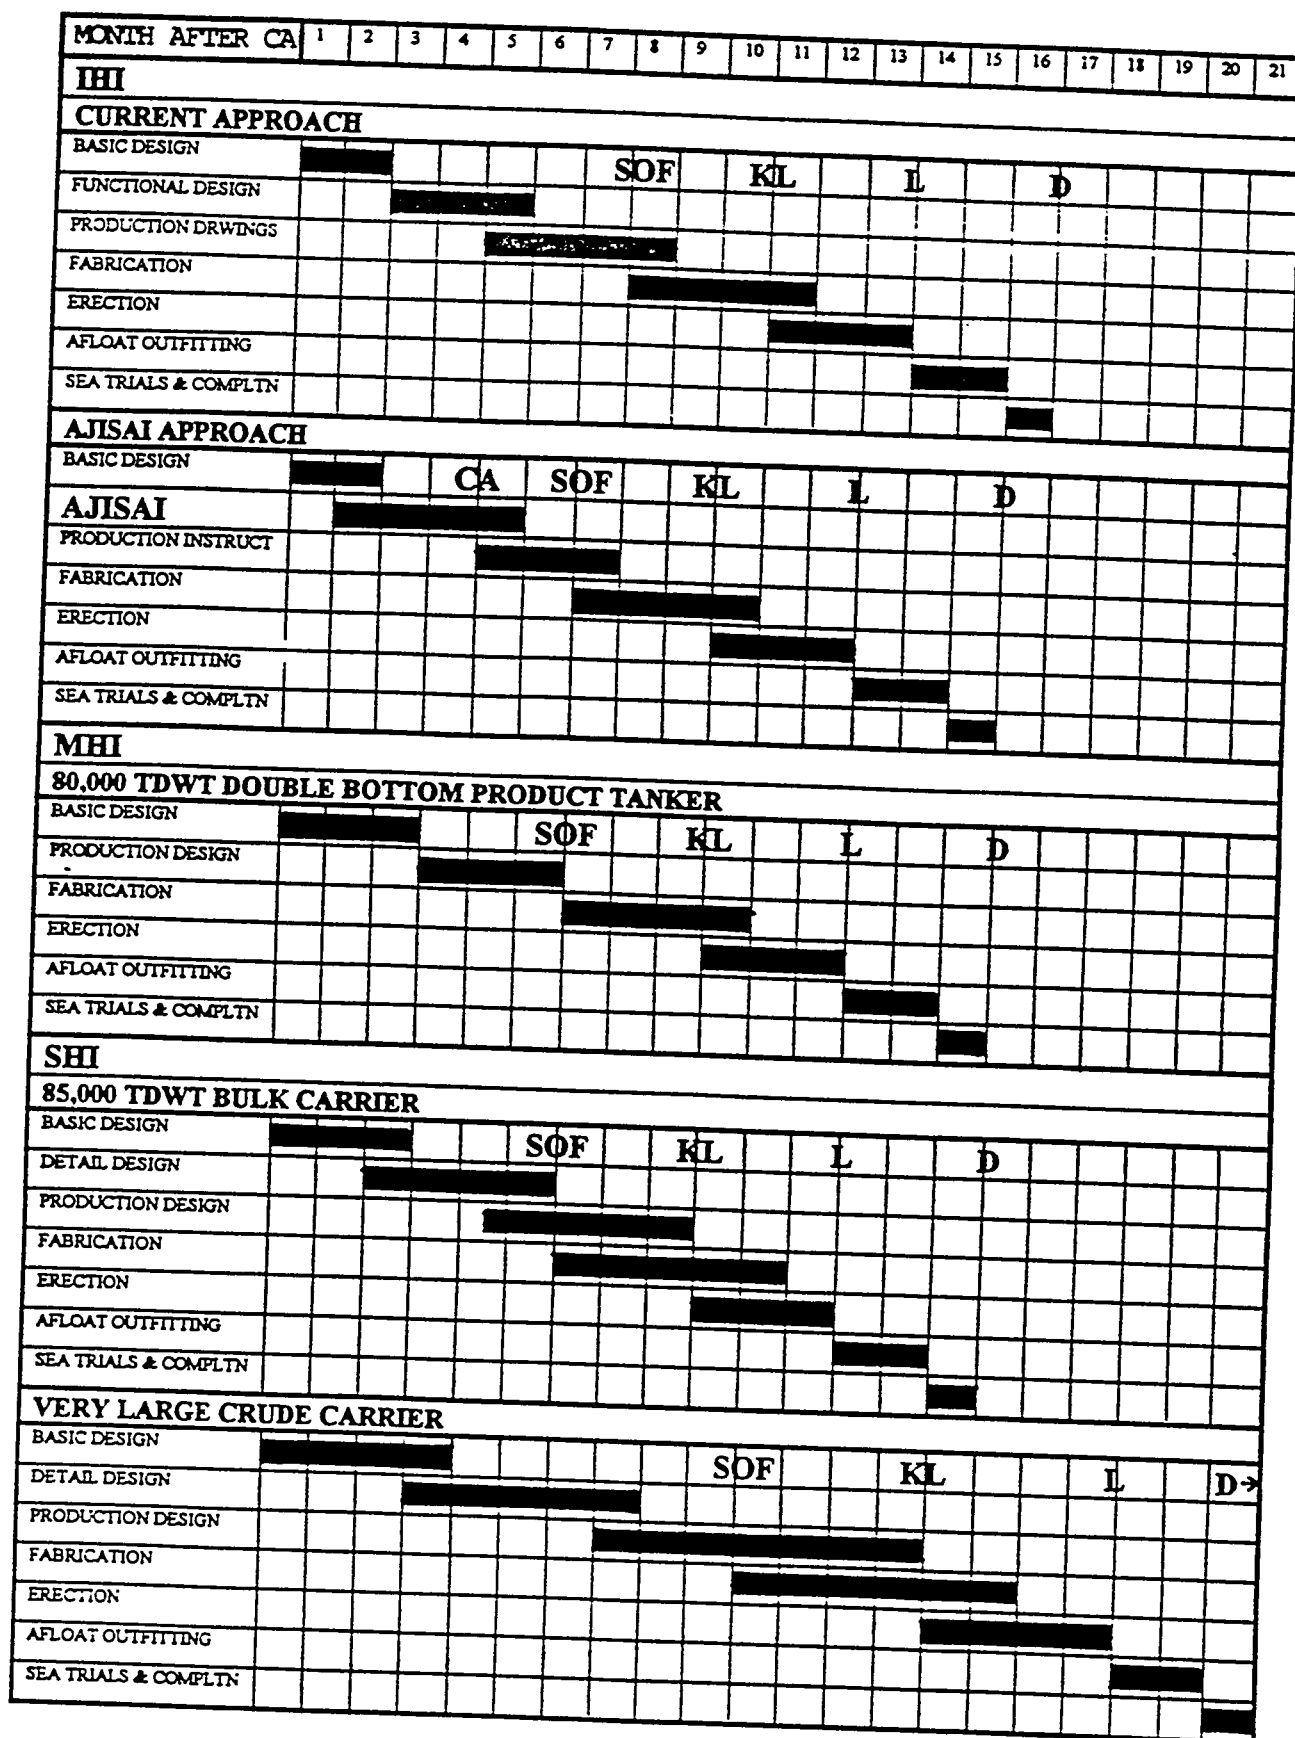 MONTH AFTER CA 1 2 3 4 5 6 7 8 9 10 11 12 13 14 15 16 17 18 19 20 21
IHI
CURRENT APPROACH
BASIC DESIGN
SOF KL L D
FUNCTIONAL DESIGN
PRODUCTION DRWINGS
FABRICATION
ERECTION
AFLOAT OUTFITTING
SEA TRIALS & COMPLTN
AJISAI APPROACH
BASIC DESIGN
CA SOF KL L D
AJISAI
PRODUCTION INSTRUCT
FABRICATION
ERECTION
AFLOAT OUTFITTING
SEA TRIALS & COMPLTN
MHI
80,000 TDWT DOUBLE BOTTOM PRODUCT TANKER
BASIC DESIGN
SOF KL L D
PRODUCTION DESIGN
FABRICATION
ERECTION
AFLOAT OUTFITTING
SEA TRIALS & COMPLTN
SHI
85,000 TDWT BULK CARRIER
BASIC DESIGN
SOF KL L D
DETAIL DESIGN
PRODUCTION DESIGN
FABRICATION
ERECTION
AFLOAT OUTFITTING
SEA TRIALS & COMPLTN
VERY LARGE CRUDE CARRIER
BASIC DESIGN
SOF KL L D→
DETAIL DESIGN
PRODUCTION DESIGN
FABRICATION
ERECTION
AFLOAT OUTFITTING
SEA TRIALS & COMPLTN